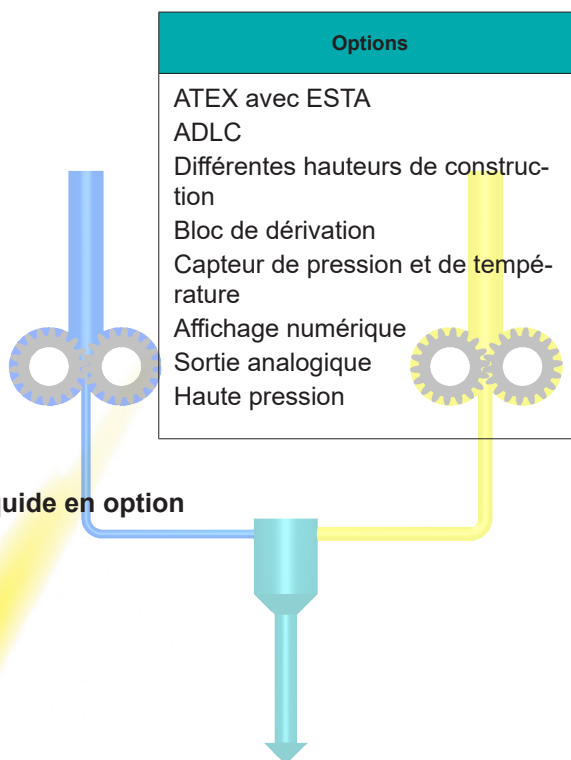 Options
ATEX avec ESTA
ADLC
Différentes hauteurs de construc-
tion
Bloc de dérivation
Capteur de pression et de tempé-
rature
Affichage numérique
Sortie analogique
Haute pression
guide en option